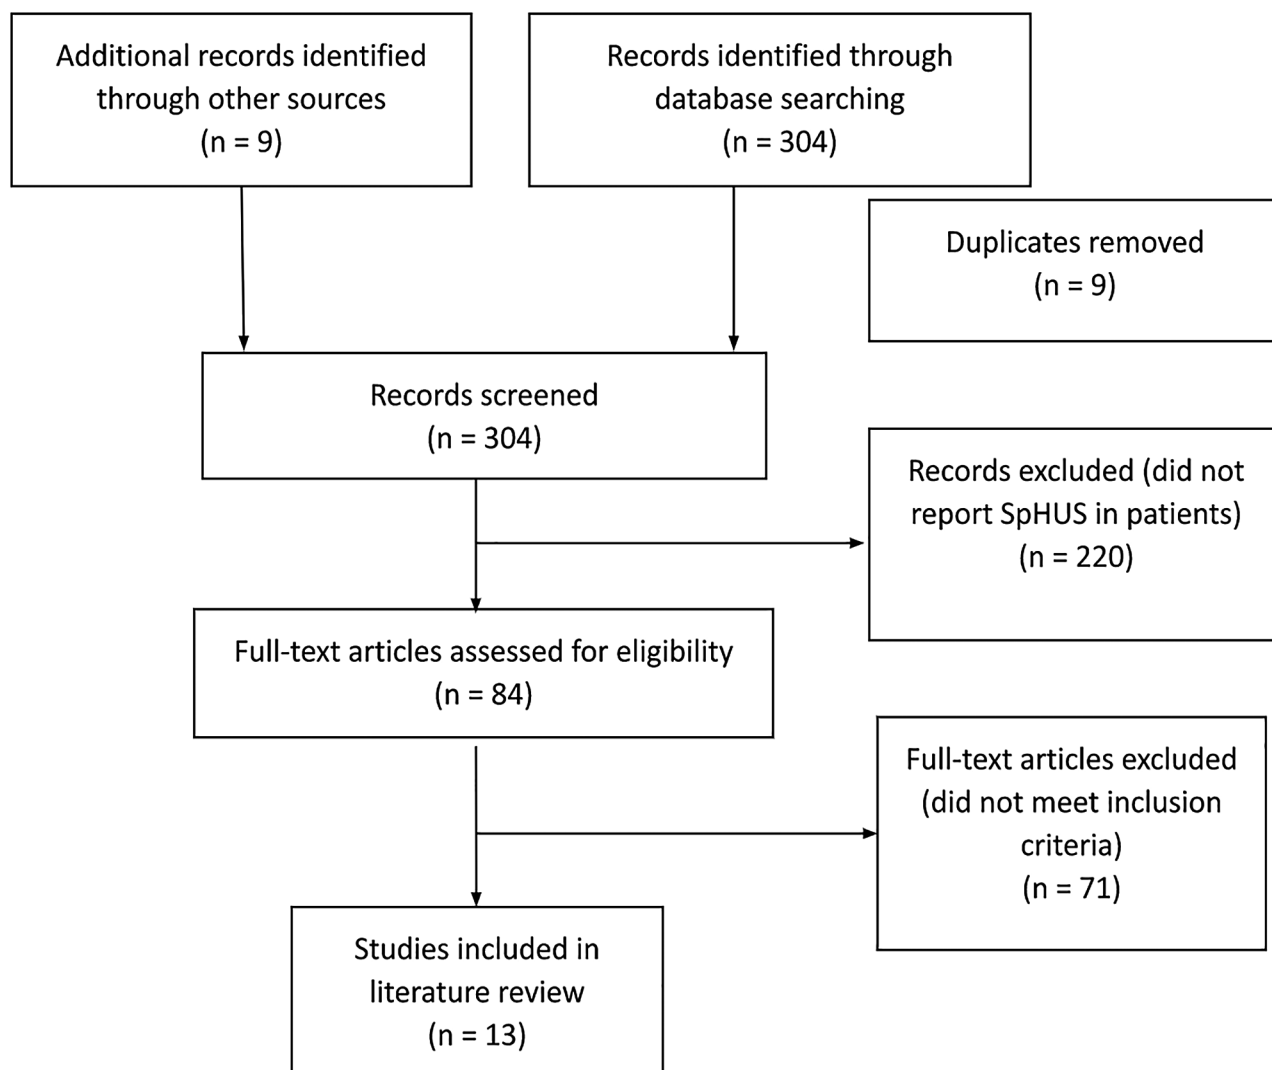 Additional records identified
through other sources
(n = 9)
Records identified through
database searching
(n = 304)
Duplicates removed
(n = 9)
Records screened
(n = 304)
Records excluded (did not
report SpHUS in patients)
(n = 220)
Full-text articles assessed for eligibility
(n = 84)
Full-text articles excluded
(did not meet inclusion
criteria)
(n = 71)
Studies included in
literature review
(n = 13)